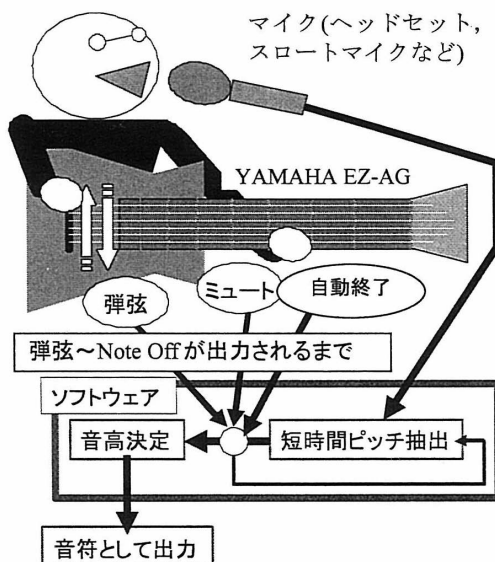 マイク(ヘッドセット,
スロートマイクなど)
YAMAHA EZ-AG
弾弦
ミュート
自動終了
弾弦～Note Offが出力されるまで
ソフトウェア
音高決定
短時間ピッチ抽出
音符として出力